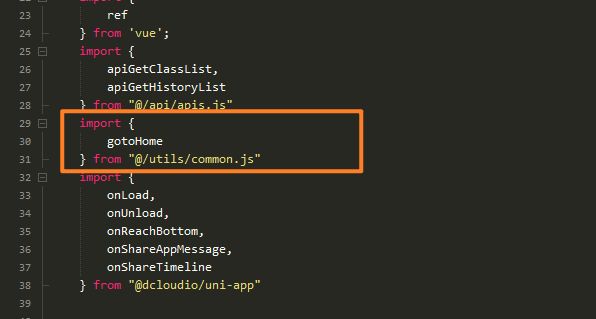 22 import {
23 ref
24 } from 'vue';
25 import {
26 apiGetClassList,
27 apiGetHistoryList
28 } from "@/api/apis.js"
29 import {
30 gotoHome
31 } from "@/utils/common.js"
32 import {
33 onLoad,
34 onUnload,
35 onReachBottom,
36 onShareAppMessage,
37 onShareTimeline
38 } from "@dcloudio/uni-app"
39